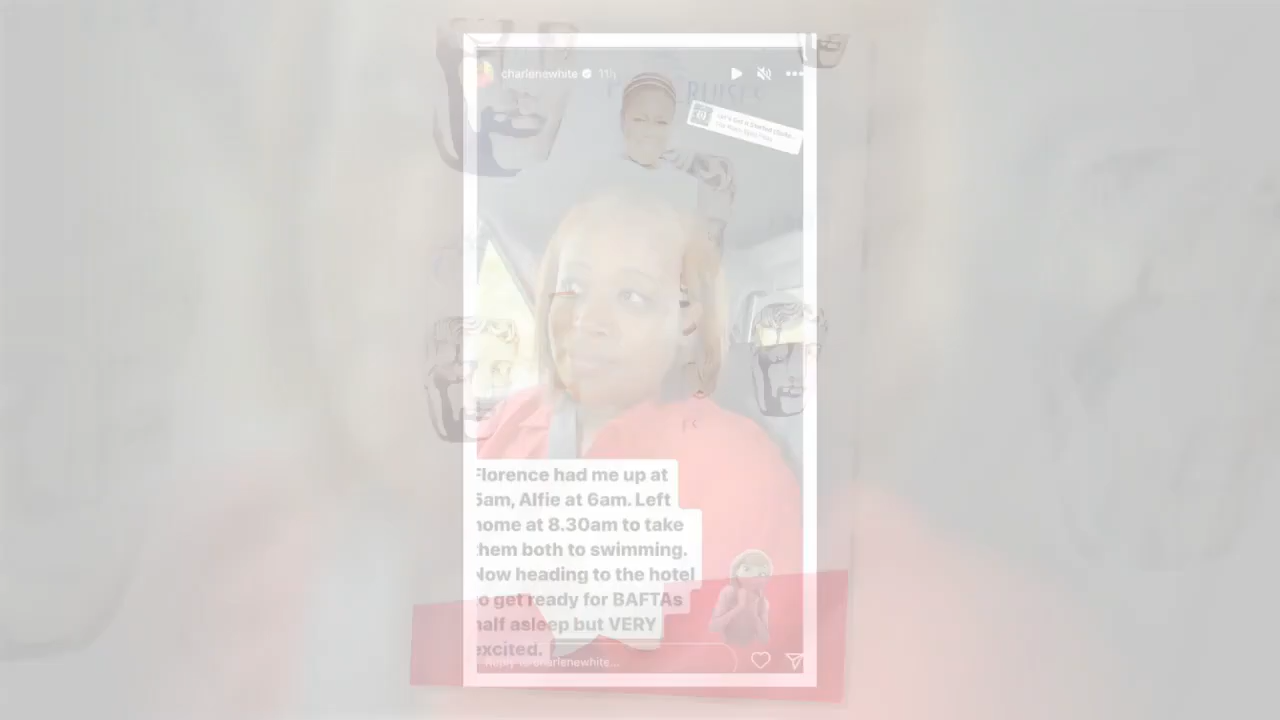 charlenewhite 11h
RUISES
Florence had me up at
5am, Alfie at 6am. Left
home at 8.30am to take
them both to swimming.
Now heading to the hotel
to get ready for BAFTAs
half asleep but VERY
excited.
Reply to charlenewhite...